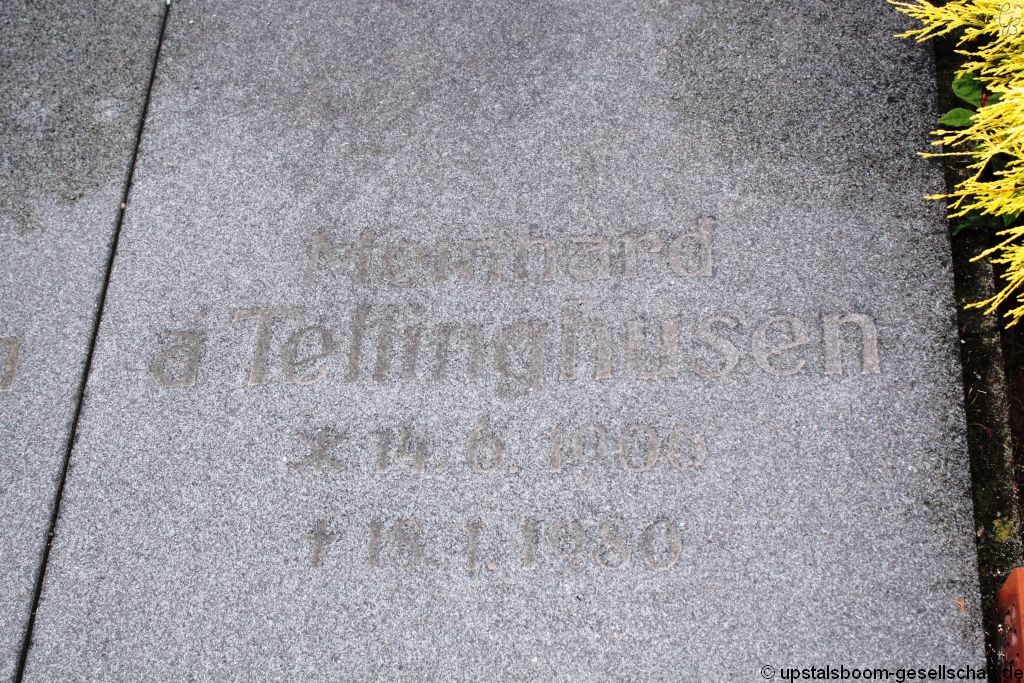 Meinhard
á Tellinghusen
* 14. 6. 1906
† 18. 1. 1980
© upstalsboom-gesellschaft.de